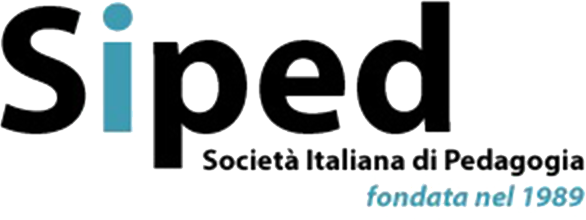 Siped
Società Italiana di Pedagogia
fondata nel 1989